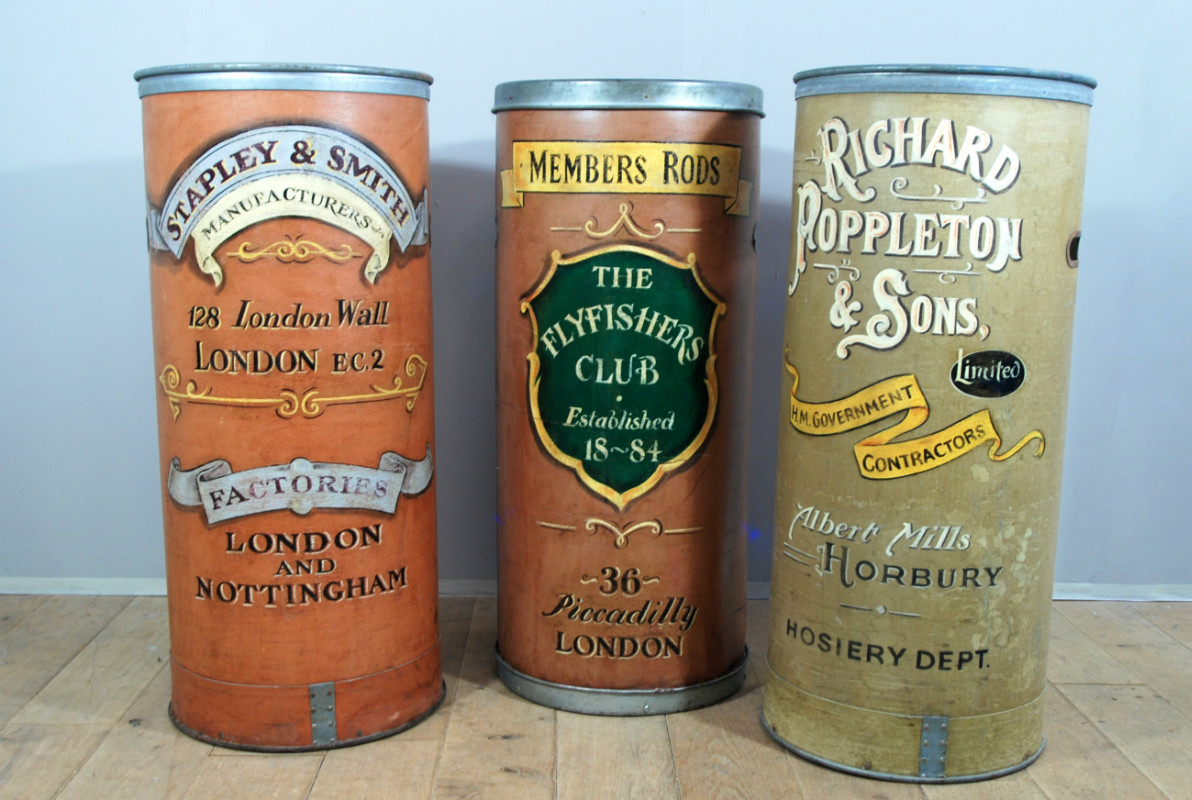 STAPLEY & SMITH
MANUFACTURERS
128 London Wall
LONDON E.C.2
FACTORIES
LONDON
AND
NOTTINGHAM
MEMBERS RODS
THE
FLYFISHERS
CLUB
Established
18~84
~36~
Piccadilly
LONDON
RICHARD
POPPLETON
& SONS,
Limited
H.M. GOVERNMENT
CONTRACTORS
Albert Mills
HORBURY
HOSIERY DEPT.